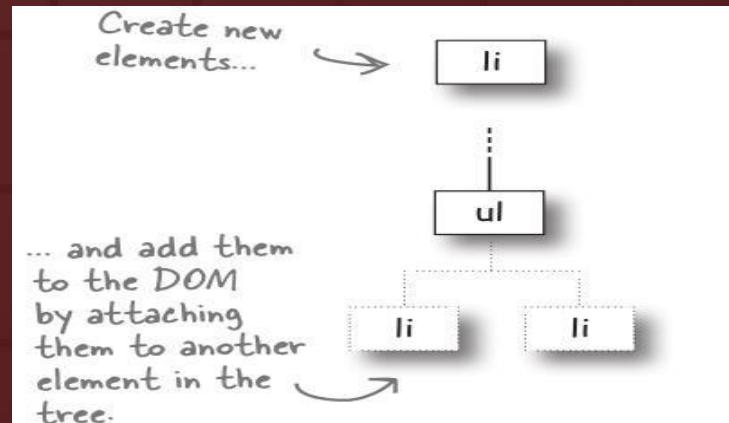 Create new
elements...
li
ul
... and add them
to the DOM
by attaching
them to another
element in the
tree.
li
li